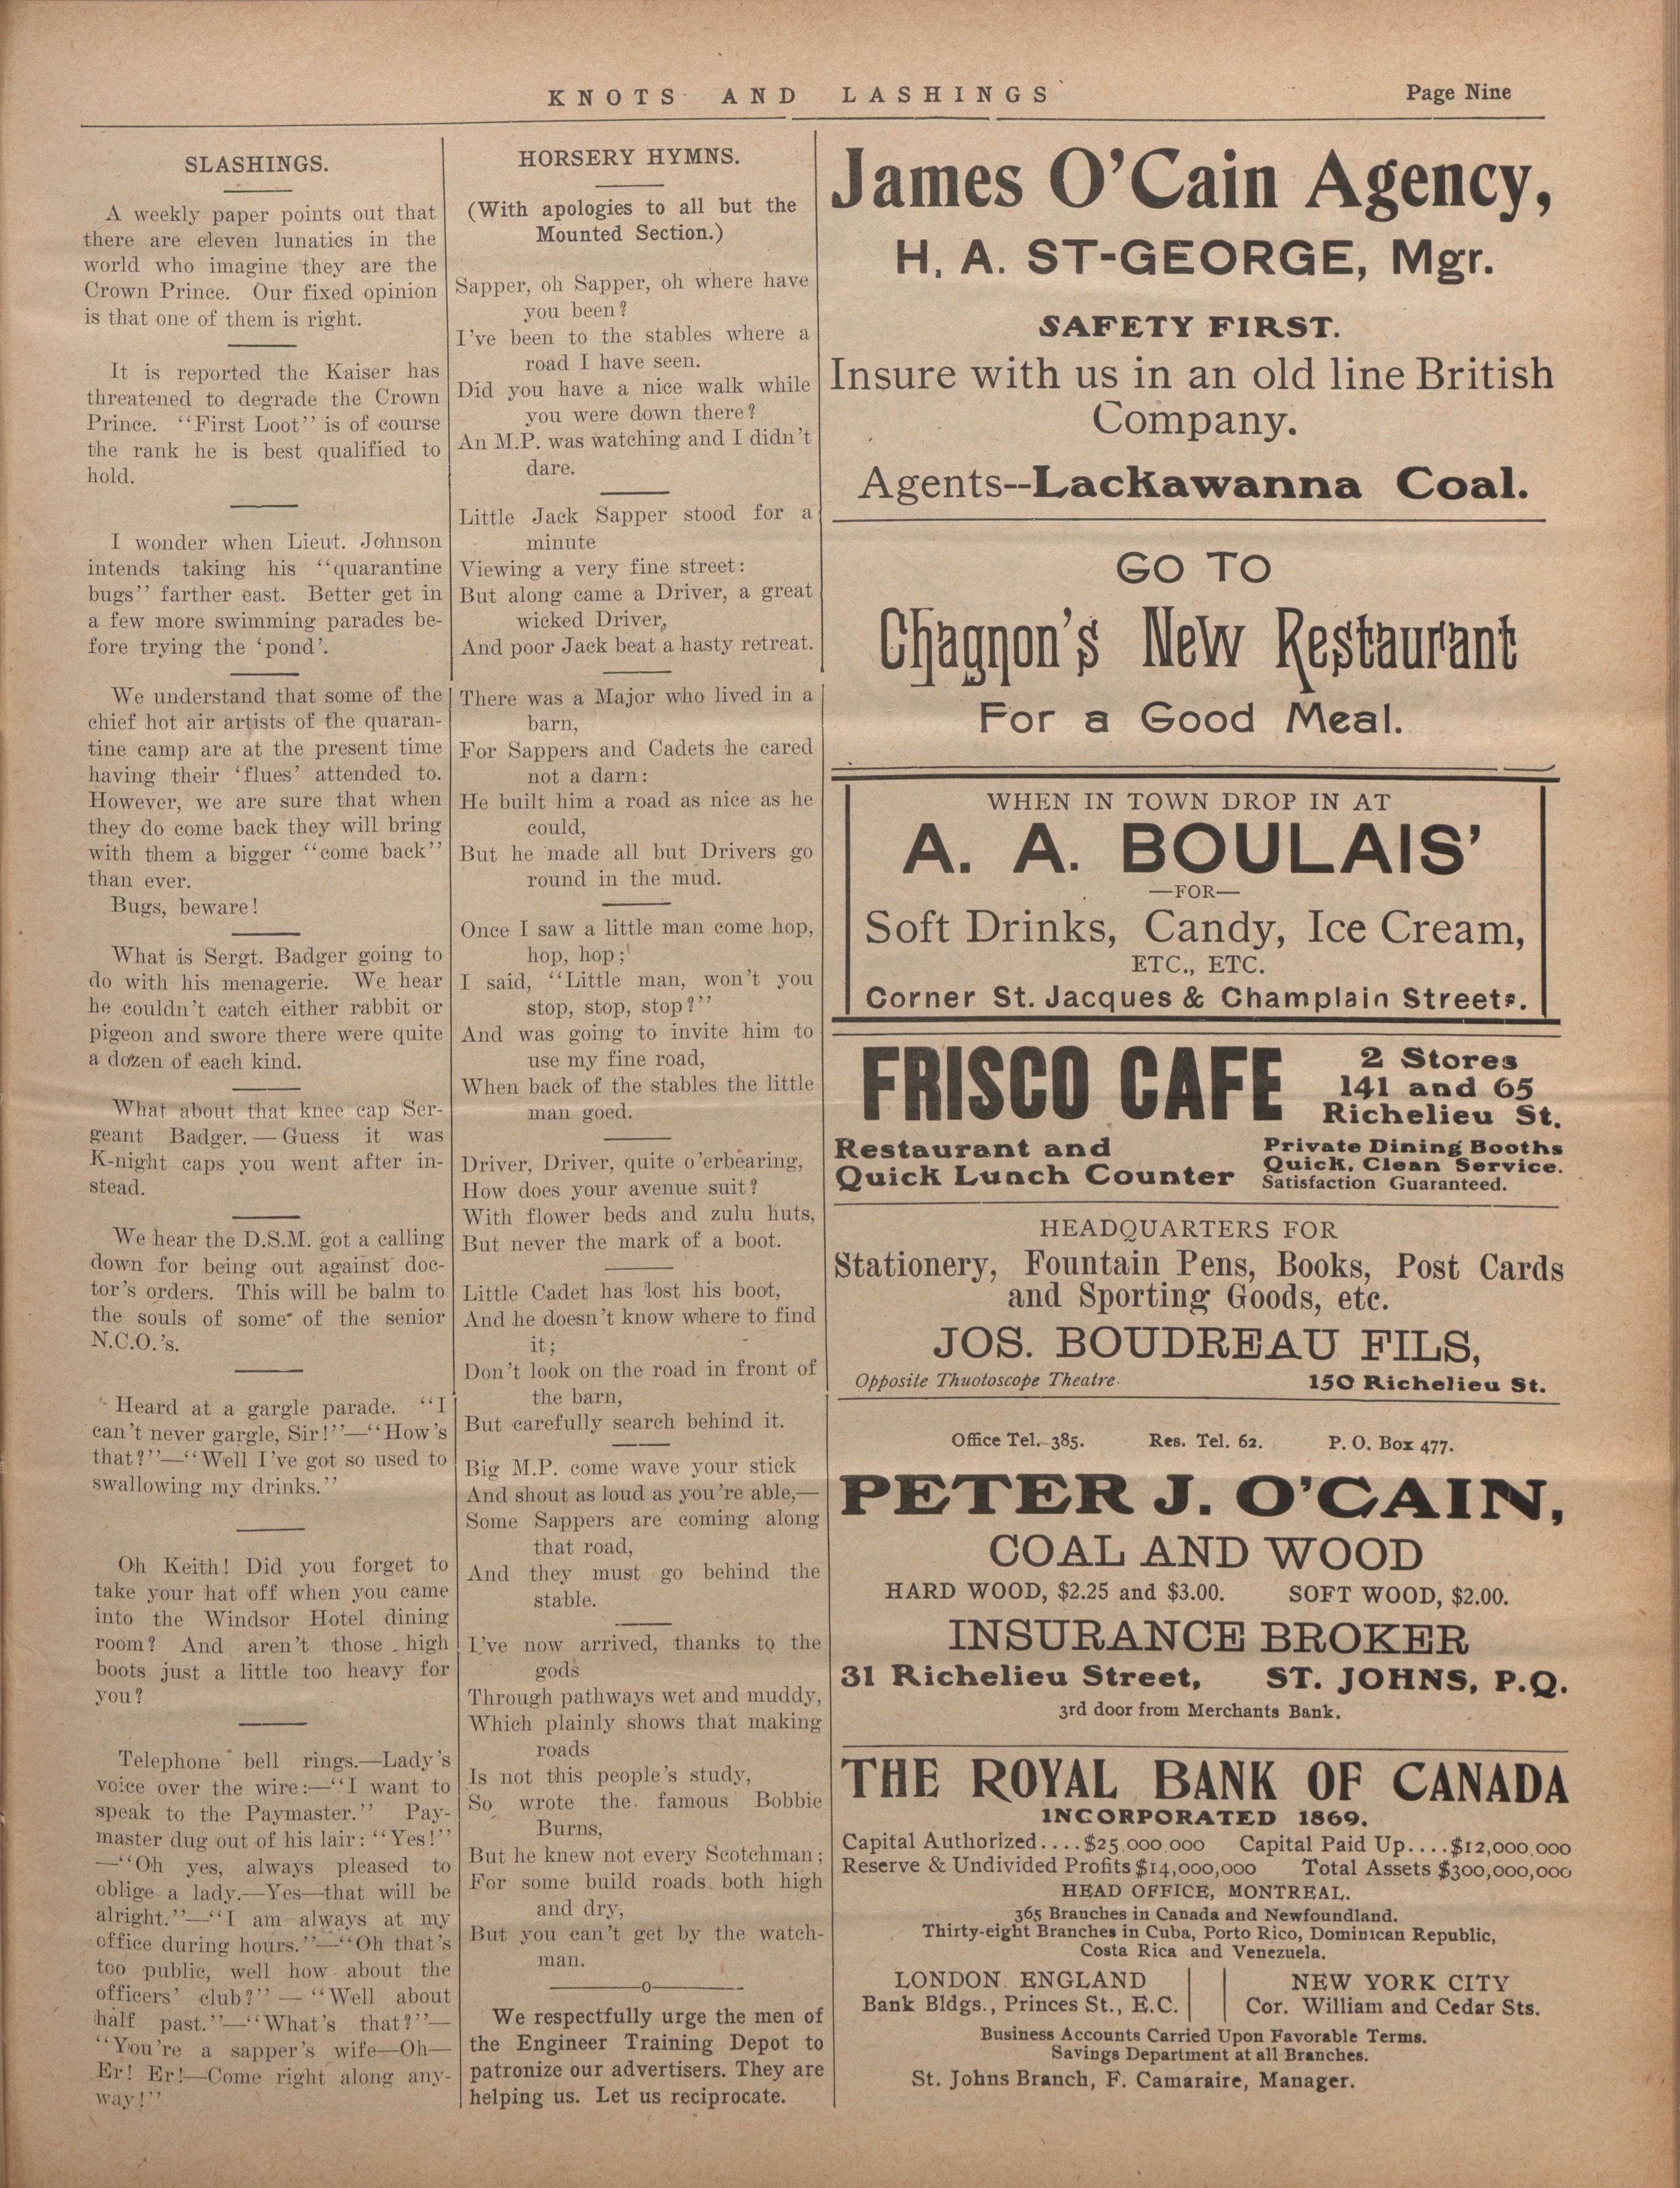 KNOTS AND LASHINGS
Page Nine
SLASHINGS.
A weekly paper points out that
there are eleven lunatics in the
world who imagine they are the
Crown Prince. Our fixed opinion
is that one of them is right.
It is reported the Kaiser has
threatened to degrade the Crown
Prince. "First Loot" is of course
the rank he is best qualified to
hold.
I wonder when Lieut. Johnson
intends taking his "quarantine
bugs" farther east. Better get in
a few more swimming parades be-
fore trying the 'pond'.
We understand that some of the
chief hot air artists of the quaran-
tine camp are at the present time
having their 'flues' attended to.
However, we are sure that when
they do come back they will bring
with them a bigger "come back"
than ever.
Bugs, beware!
What is Sergt. Badger going to
do with his menagerie. We hear
he couldn't catch either rabbit or
pigeon and swore there were quite
a dozen of each kind.
What about that knee cap Ser-
geant Badger.—Guess it was
K-night caps you went after in-
stead.
We hear the D.S.M. got a calling
down for being out against doc-
tor's orders. This will be balm to
the souls of some of the senior
N.C.O.'s.
Heard at a gargle parade. "I
can't never gargle, Sir!"—"How's
that?"—"Well I've got so used to
swallowing my drinks."
Oh Keith! Did you forget to
take your hat off when you came
into the Windsor Hotel dining
room? And aren't those high
boots just a little too heavy for
you?
Telephone bell rings.—Lady's
voice over the wire:—"I want to
speak to the Paymaster." Pay-
master dug out of his lair: "Yes!"
—"Oh yes, always pleased to
oblige a lady.—Yes—that will be
alright."—"I am always at my
office during hours."—"Oh that's
too public, well how about the
officers' club?"—"Well about
half past."—"What's that?"—
"You're a sapper's wife—Oh—
Er! Er!—Come right along any-
way!"
HORSERY HYMNS.
(With apologies to all but the
Mounted Section.)
Sapper, oh Sapper, oh where have
you been?
I've been to the stables where a
road I have seen.
Did you have a nice walk while
you were down there?
An M.P. was watching and I didn't
dare.
Little Jack Sapper stood for a
minute
Viewing a very fine street:
But along came a Driver, a great
wicked Driver,
And poor Jack beat a hasty retreat.
There was a Major who lived in a
barn,
For Sappers and Cadets he cared
not a darn:
He built him a road as nice as he
could,
But he made all but Drivers go
round in the mud.
Once I saw a little man come hop,
hop, hop;
I said, "Little man, won't you
stop, stop, stop?"
And was going to invite him to
use my fine road,
When back of the stables the little
man goed.
Driver, Driver, quite o'erbearing,
How does your avenue suit?
With flower beds and zulu huts,
But never the mark of a boot.
Little Cadet has lost his boot,
And he doesn't know where to find
it;
Don't look on the road in front of
the barn,
But carefully search behind it.
Big M.P. come wave your stick
And shout as loud as you're able,—
Some Sappers are coming along
that road,
And they must go behind the
stable.
I've now arrived, thanks to the
gods
Through pathways wet and muddy,
Which plainly shows that making
roads
Is not this people's study,
So wrote the famous Bobbie
Burns,
But he knew not every Scotchman;
For some build roads both high
and dry,
But you can't get by the watch-
man.
—o—
We respectfully urge the men of
the Engineer Training Depot to
patronize our advertisers. They are
helping us. Let us reciprocate.
James O'Cain Agency,
H. A. ST-GEORGE, Mgr.
SAFETY FIRST.
Insure with us in an old line British
Company.
Agents--Lackawanna Coal.
GO TO
Chagnon's New Restaurant
For a Good Meal.
WHEN IN TOWN DROP IN AT
A. A. BOULAIS'
—FOR—
Soft Drinks, Candy, Ice Cream,
ETC., ETC.
Corner St. Jacques & Champlain Streets.
FRISCO CAFE
2 Stores
141 and 65
Richelieu St.
Restaurant and
Quick Lunch Counter
Private Dining Booths
Quick, Clean Service.
Satisfaction Guaranteed.
HEADQUARTERS FOR
Stationery, Fountain Pens, Books, Post Cards
and Sporting Goods, etc.
JOS. BOUDREAU FILS,
Opposite Thuotoscope Theatre.
150 Richelieu St.
Office Tel. 385. Res. Tel. 62. P. O. Box 477.
PETER J. O'CAIN,
COAL AND WOOD
HARD WOOD, $2.25 and $3.00. SOFT WOOD, $2.00.
INSURANCE BROKER
31 Richelieu Street, ST. JOHNS, P.Q.
3rd door from Merchants Bank.
THE ROYAL BANK OF CANADA
INCORPORATED 1869.
Capital Authorized....$25.000.000 Capital Paid Up....$12,000,000
Reserve & Undivided Profits $14,000,000 Total Assets $300,000,000
HEAD OFFICE, MONTREAL.
365 Branches in Canada and Newfoundland.
Thirty-eight Branches in Cuba, Porto Rico, Dominican Republic,
Costa Rica and Venezuela.
LONDON. ENGLAND
Bank Bldgs., Princes St., E.C.
NEW YORK CITY
Cor. William and Cedar Sts.
Business Accounts Carried Upon Favorable Terms.
Savings Department at all Branches.
St. Johns Branch, F. Camaraire, Manager.